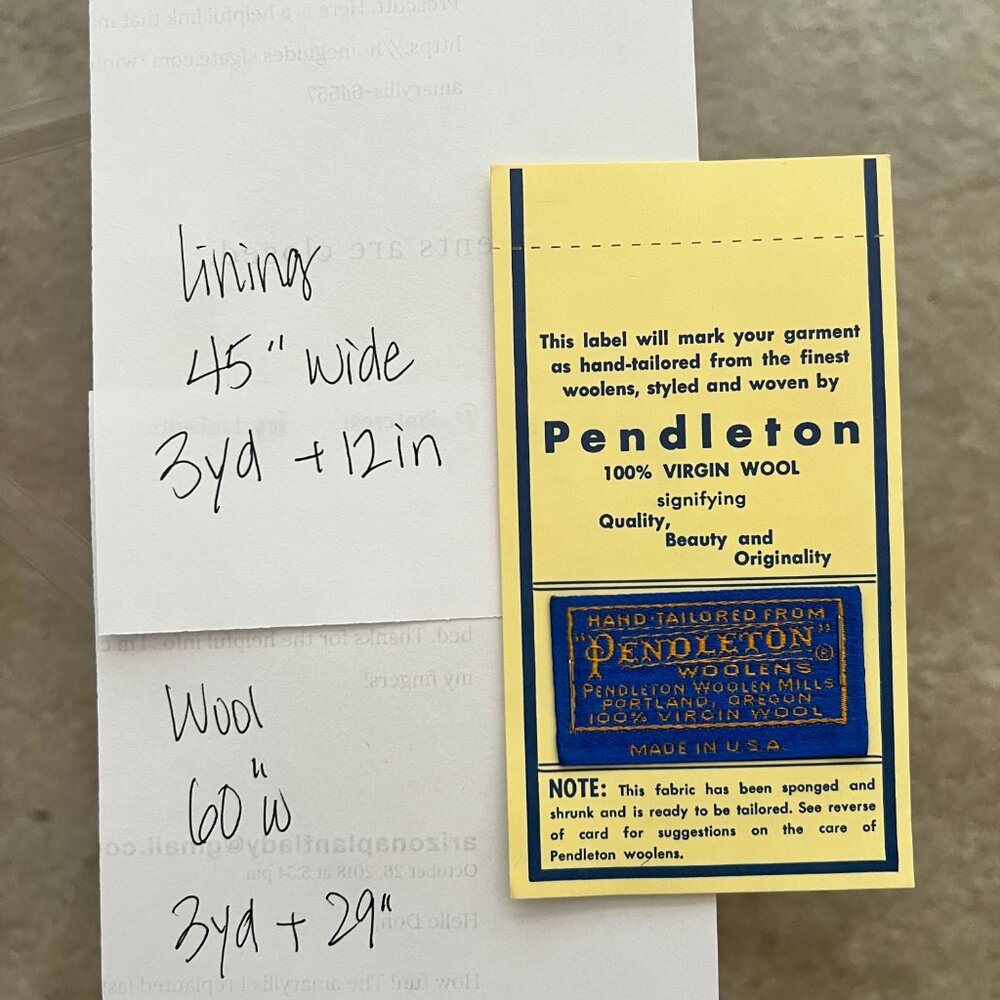 lining
45" wide
3yd + 12in
Wool
60" W
3yd + 29"
This label will mark your garment
as hand-tailored from the finest
woolens, styled and woven by
Pendleton
100% VIRGIN WOOL
signifying
Quality,
Beauty and
Originality
HAND-TAILORED FROM
"PENDLETON"®
WOOLENS
PENDLETON WOOLEN MILLS
PORTLAND, OREGON
100% VIRGIN WOOL
MADE IN U.S.A.
NOTE: This fabric has been sponged and
shrunk and is ready to be tailored. See reverse
of card for suggestions on the care of
Pendleton woolens.